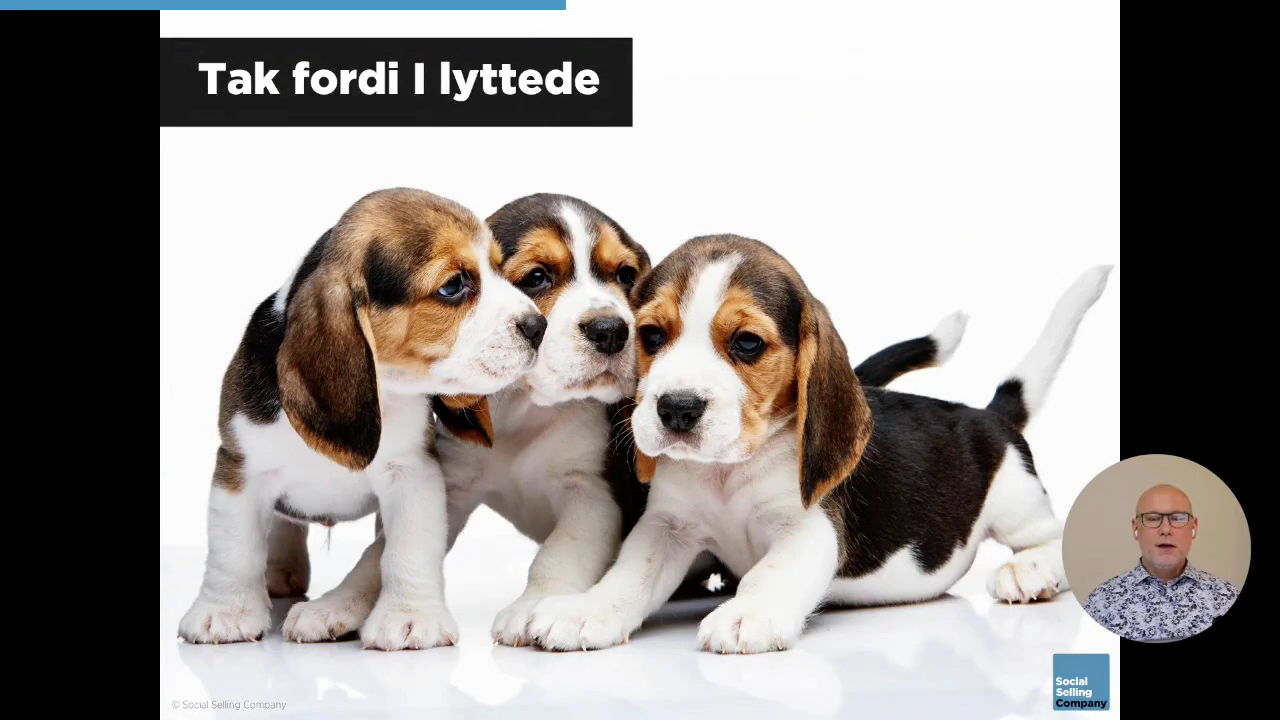 Tak fordi I lyttede
© Social Selling Company
Social
Selling
Company